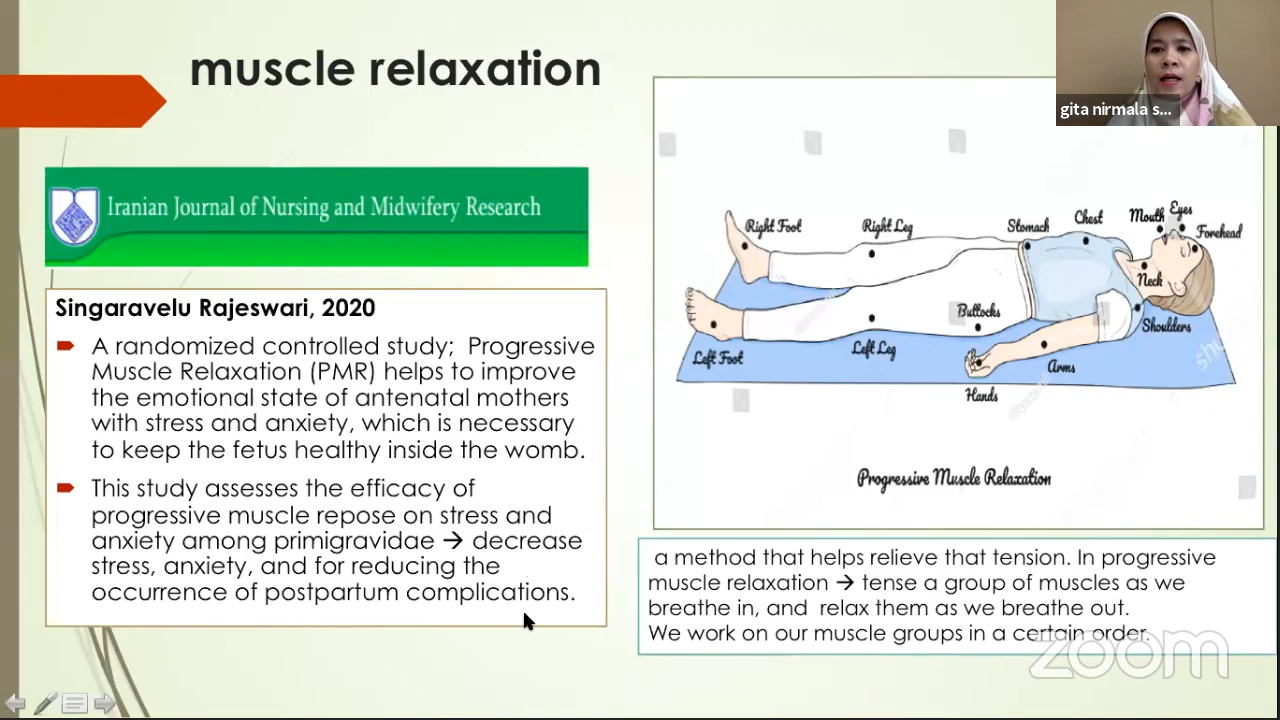 muscle relaxation
gita nirmala s...
Iranian Journal of Nursing and Midwifery Research
Singaravelu Rajeswari, 2020
A randomized controlled study; Progressive
Muscle Relaxation (PMR) helps to improve
the emotional state of antenatal mothers
with stress and anxiety, which is necessary
to keep the fetus healthy inside the womb.
This study assesses the efficacy of
progressive muscle repose on stress and
anxiety among primigravidae → decrease
stress, anxiety, and for reducing the
occurrence of postpartum complications.
Right Foot
Right Leg
Stomach
Chest
Mouth
Eyes
Forehead
Neck
Shoulders
Buttocks
Left Foot
Left Leg
Arms
Hands
Progressive Muscle Relaxation
a method that helps relieve that tension. In progressive
muscle relaxation → tense a group of muscles as we
breathe in, and relax them as we breathe out.
We work on our muscle groups in a certain order.
zoom